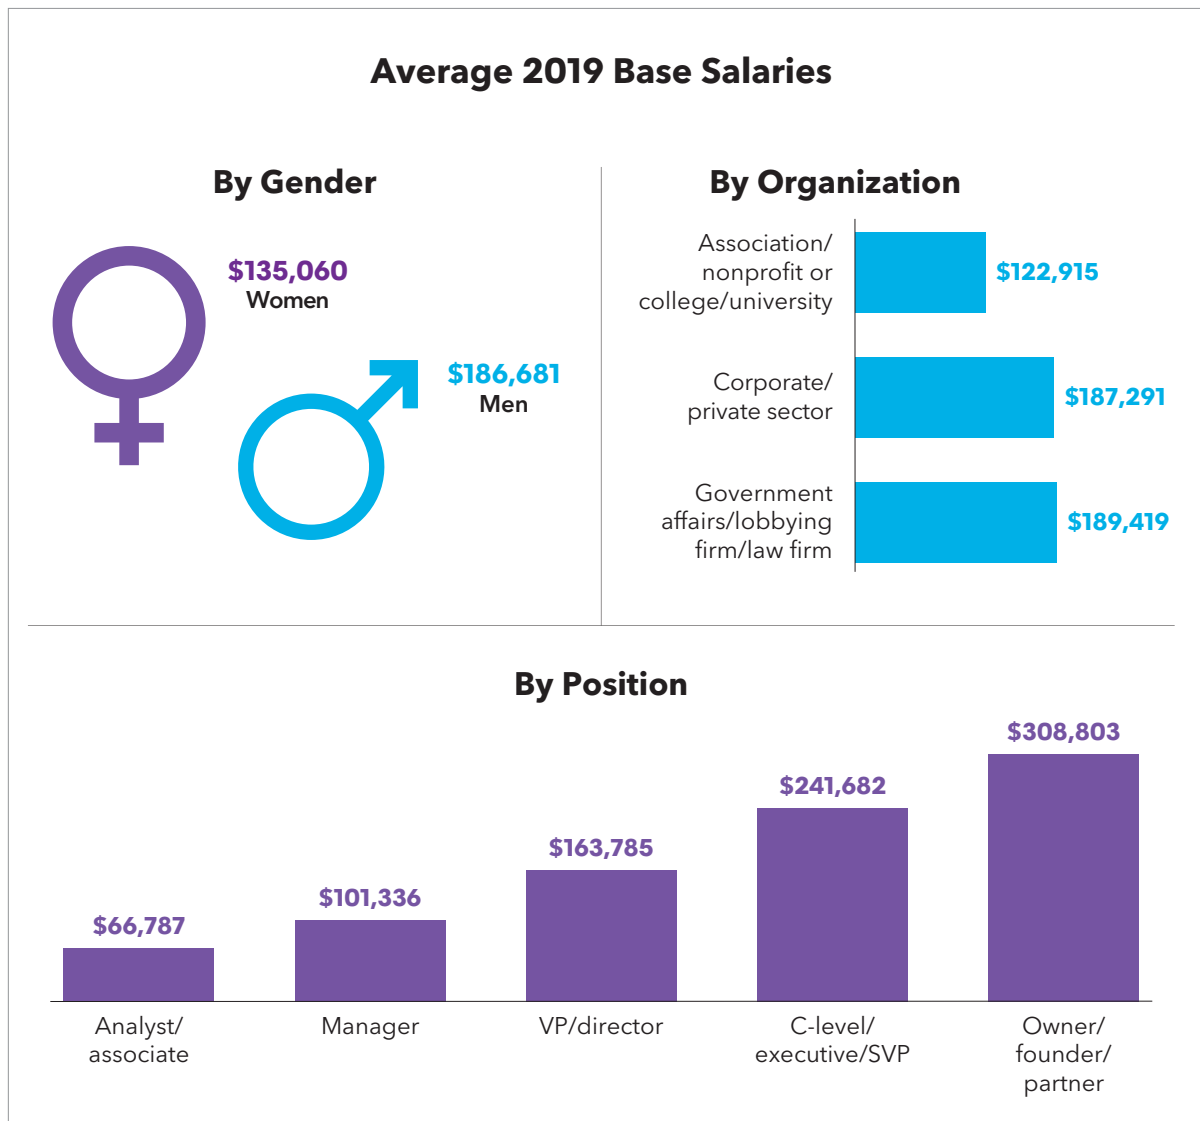 Average 2019 Base Salaries
By Gender
$135,060
Women
$186,681
Men
By Organization
Association/
nonprofit or
college/university
$122,915
Corporate/
private sector
$187,291
Government
affairs/lobbying
firm/law firm
$189,419
By Position
$66,787
$101,336
$163,785
$241,682
$308,803
Analyst/
associate
Manager
VP/director
C-level/
executive/SVP
Owner/
founder/
partner